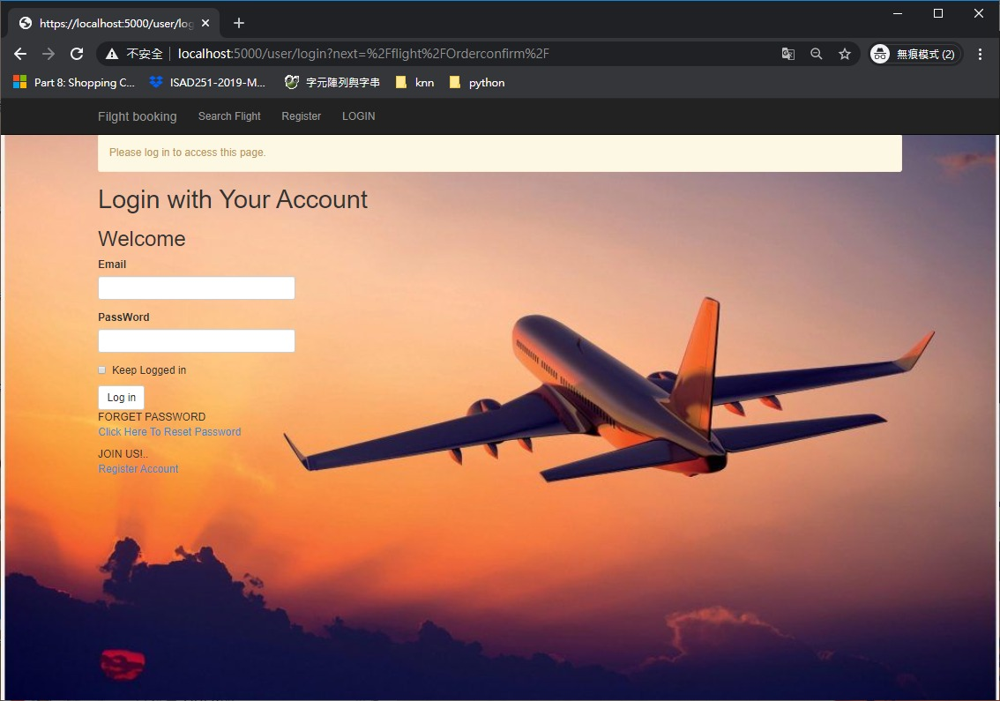 https://localhost:5000/user/log
不安全 localhost:5000/user/login?next=%2Fflight%2FOrderconfirm%2F 無痕模式 (2)
Part 8: Shopping C... ISAD251-2019-M... 字元陣列與字串 knn python
Filght booking Search Flight Register LOGIN
Please log in to access this page.
Login with Your Account
Welcome
Email
PassWord
Keep Logged in
Log in
FORGET PASSWORD
Click Here To Reset Password
JOIN US!..
Register Account